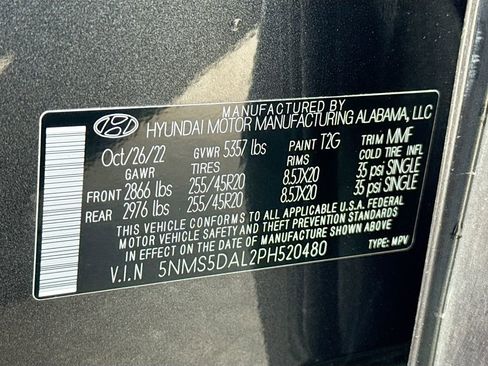 MANUFACTURED BY
HYUNDAI MOTOR MANUFACTURING ALABAMA, LLC
Oct/26/22 GVWR 5357 lbs PAINT T2G TRIM MMF
GAWR TIRES RIMS COLD TIRE INFL
FRONT 2866 lbs 255/45R20 8.5JX20 35 psi SINGLE
REAR 2976 lbs 255/45R20 8.5JX20 35 psi SINGLE
THIS VEHICLE CONFORMS TO ALL APPLICABLE U.S.A. FEDERAL
MOTOR VEHICLE SAFETY AND THEFT PREVENTION STANDARDS
IN EFFECT ON THE DATE OF MANUFACTURE SHOWN ABOVE
V.I.N 5NMS5DAL2PH520480 TYPE: MPV